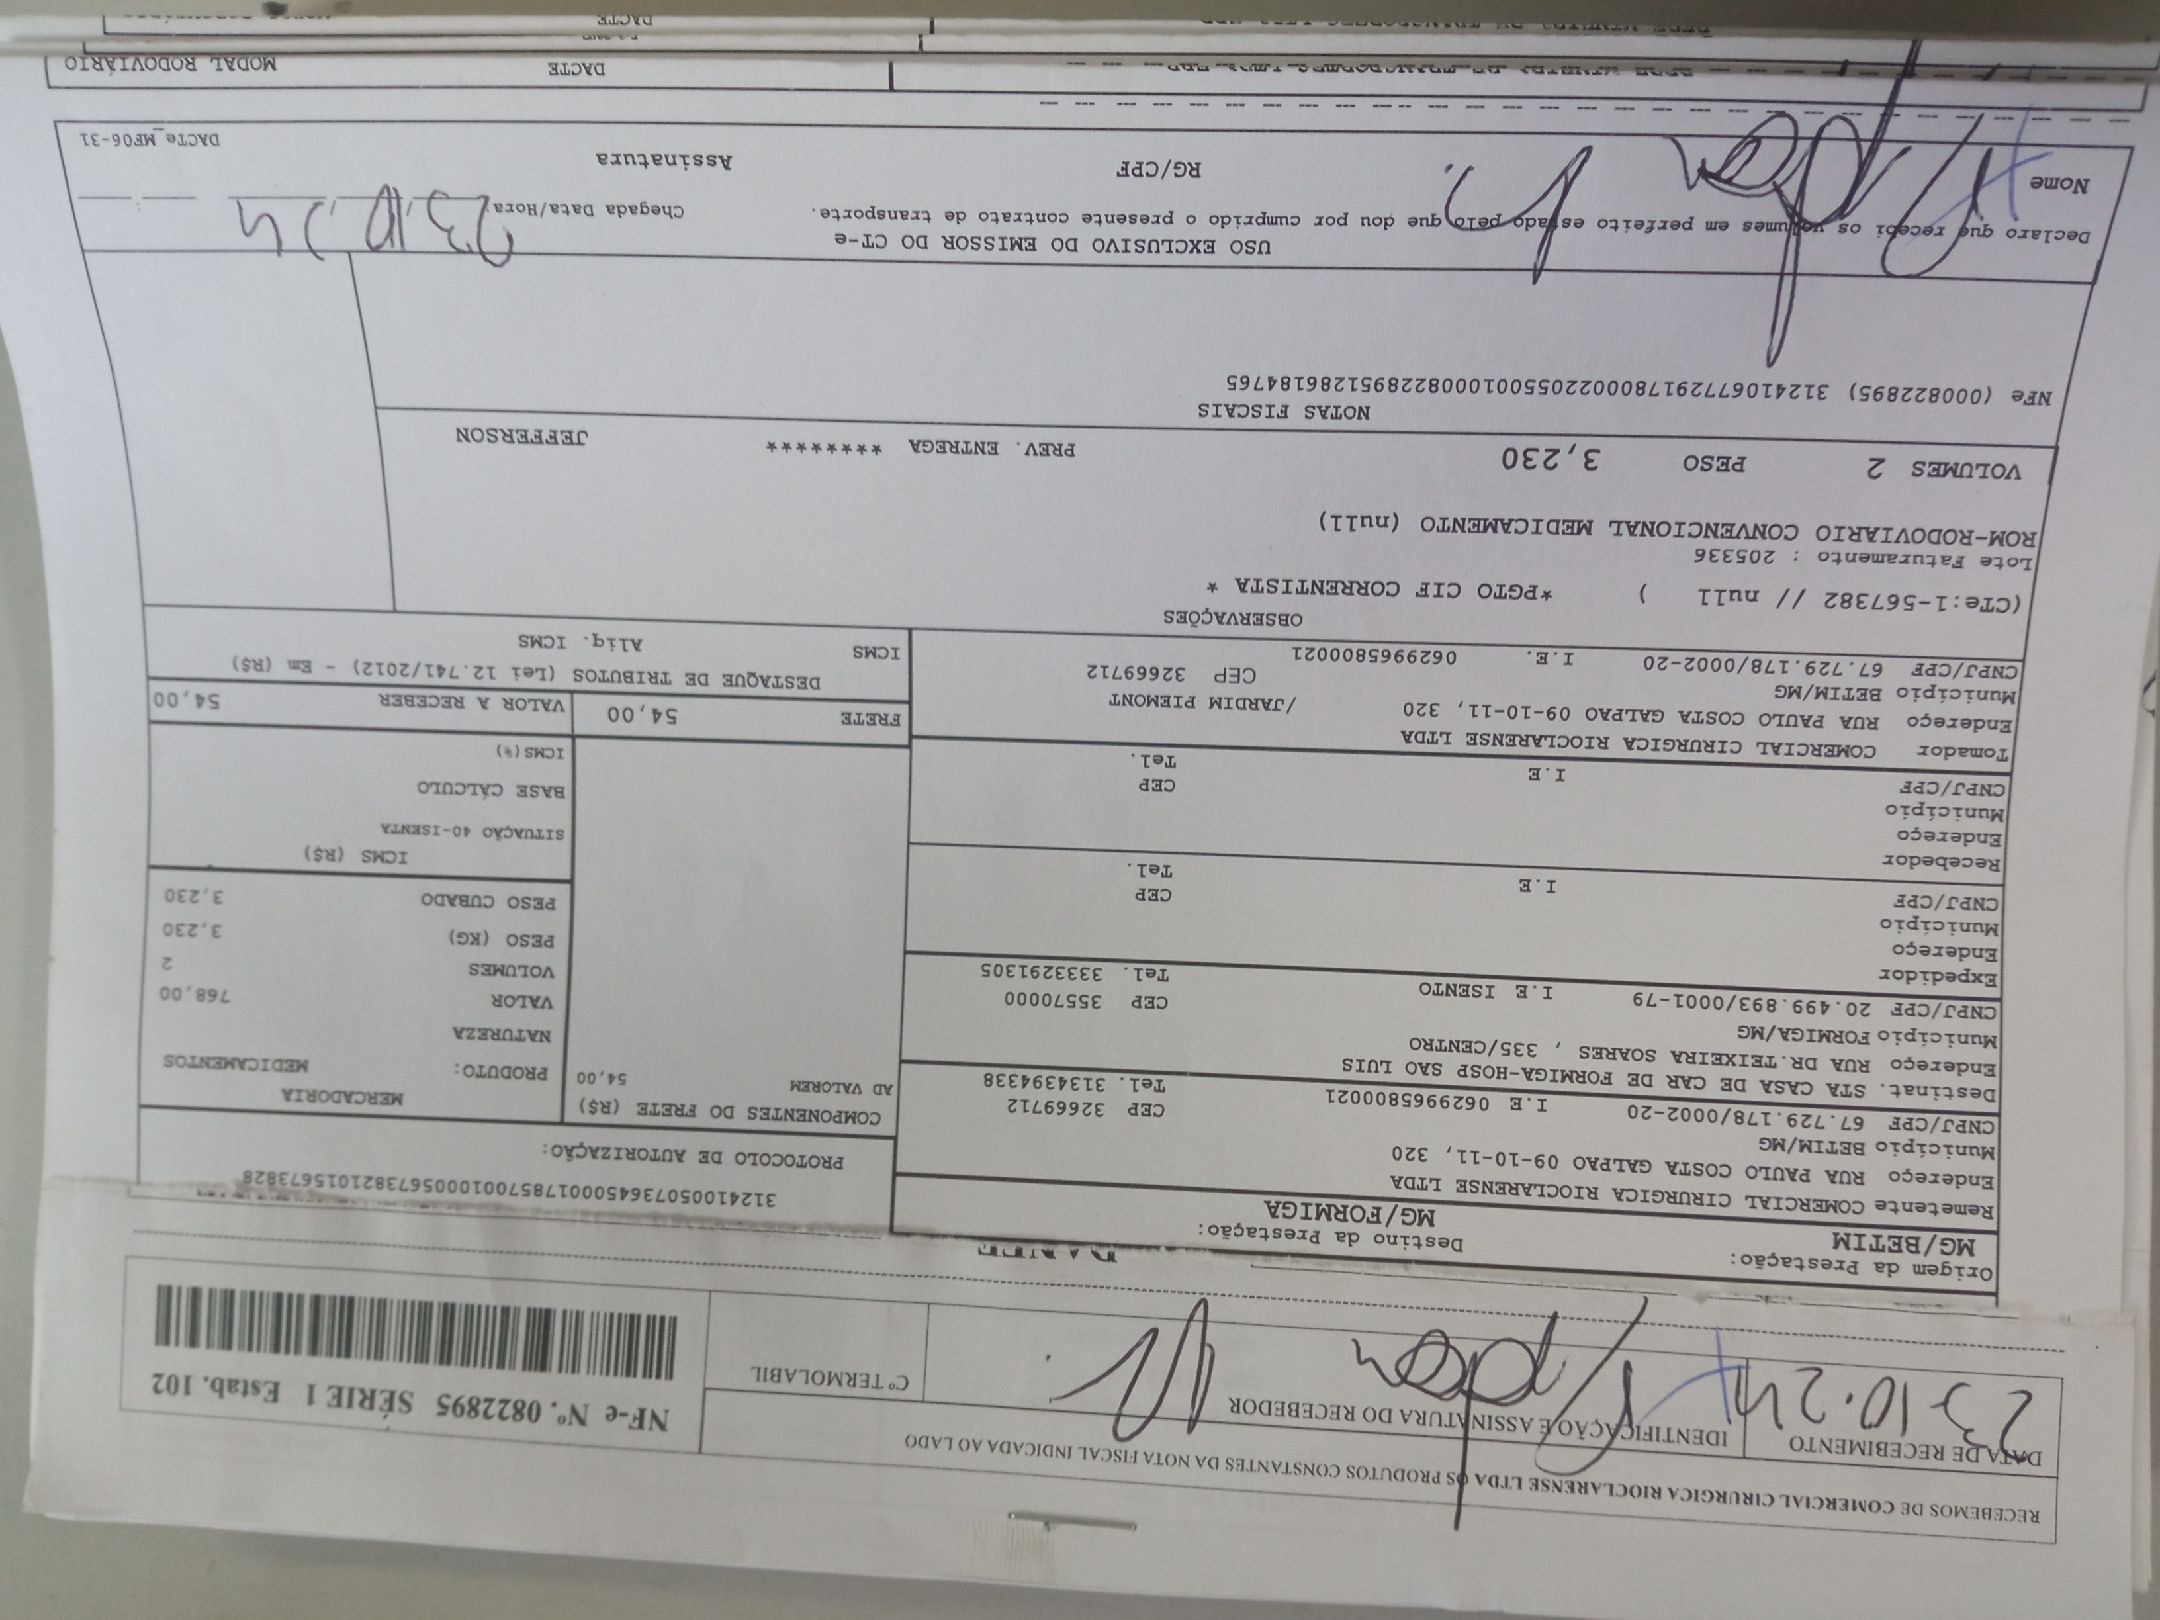 RECEBEMOS DE COMERCIAL CIRURGICA RIOCLARENSE LTDA OS PRODUTOS CONSTANTES DA NOTA FISCAL INDICADA AO LADO
DATA DE RECEBIMENTO
23-10.24
IDENTIFICAÇÃO E ASSINATURA DO RECEBEDOR
Cº TERMOLABIL
NF-e Nº. 0822895 SÉRIE 1 Estab. 102
Origem da Prestação:
MG/BETIM
Destino da Prestação:
MG/FORMIGA
PROTOCOLO DE AUTORIZAÇÃO:
Remetente COMERCIAL CIRURGICA RIOCLARENSE LTDA
Endereço RUA PAULO COSTA GALPAO 09-10-11, 320
Município BETIM/MG
CEP 32669712
CNPJ/CPF 67.729.178/0002-20 I.E 0629965800021 Tel. 3134394338
Destinat. STA CASA DE CAR DE FORMIGA-HOSP SAO LUIS
Endereço RUA DR.TEIXEIRA SOARES , 335/CENTRO
Município FORMIGA/MG
CEP 35570000
CNPJ/CPF 20.499.893/0001-79 I.E ISENTO Tel. 3333291305
Expedidor
Endereço
Município
CEP
CNPJ/CPF I.E Tel.
Recebedor
Endereço
Município
CEP
CNPJ/CPF I.E Tel.
Tomador COMERCIAL CIRURGICA RIOCLARENSE LTDA
Endereço RUA PAULO COSTA GALPAO 09-10-11, 320 /JARDIM PIEMONT
Município BETIM/MG
CEP 32669712
CNPJ/CPF 67.729.178/0002-20 I.E. 0629965800021
COMPONENTES DO FRETE (R$)
AD VALOREM 54,00
MERCADORIA
PRODUTO: MEDICAMENTOS
NATUREZA
VALOR 768,00
VOLUMES 2
PESO (KG) 3,230
PESO CUBADO 3,230
ICMS (R$)
SITUAÇÃO 40-ISENTA
BASE CÁLCULO
ICMS(%)
FRETE 54,00
VALOR A RECEBER 54,00
DESTAQUE DE TRIBUTOS (Lei 12.741/2012) - Em (R$)
ICMS Aliq. ICMS
OBSERVAÇÕES
(CTe:1-567382 // null ) *PGTO CIF CORRENTISTA *
Lote Faturamento : 205336
ROM-RODOVIARIO CONVENCIONAL MEDICAMENTO (null)
VOLUMES 2 PESO 3,230 PREV. ENTREGA ******** JEFFERSON
NOTAS FISCAIS
NFe (000822895) 31241067729178000220550010008228951286184765
USO EXCLUSIVO DO EMISSOR DO CT-e
Declaro que recebi os volumes em perfeito estado pelo que dou por cumprido o presente contrato de transporte.
Chegada Data/Hora 23 10 24
Nome RG/CPF Assinatura
DACTe_MF06-31
DACTE MODAL RODOVIÁRIO
DACTE